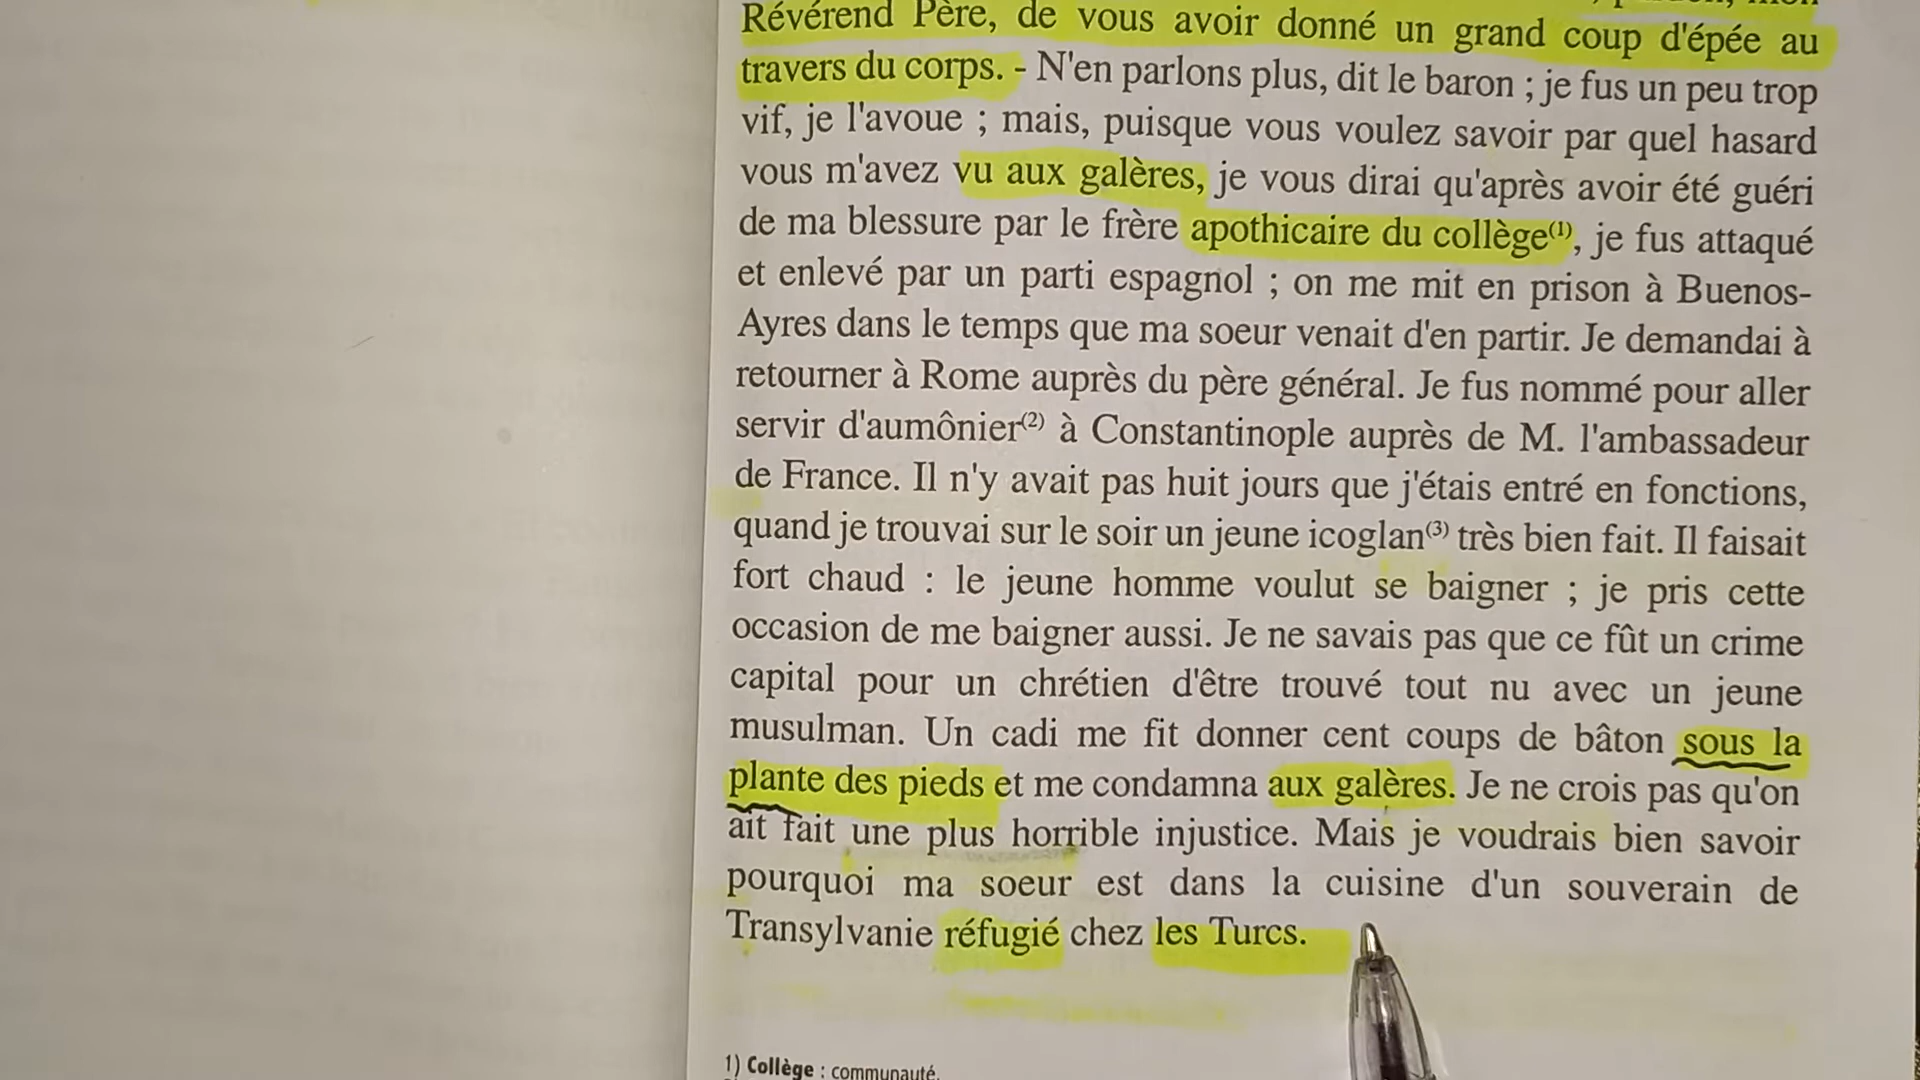 Révérend Père, de vous avoir donné un grand coup d'épée au
travers du corps. - N'en parlons plus, dit le baron ; je fus un peu trop
vif, je l'avoue ; mais, puisque vous voulez savoir par quel hasard
vous m'avez vu aux galères, je vous dirai qu'après avoir été guéri
de ma blessure par le frère apothicaire du collège(1), je fus attaqué
et enlevé par un parti espagnol ; on me mit en prison à Buenos-
Ayres dans le temps que ma soeur venait d'en partir. Je demandai à
retourner à Rome auprès du père général. Je fus nommé pour aller
servir d'aumônier(2) à Constantinople auprès de M. l'ambassadeur
de France. Il n'y avait pas huit jours que j'étais entré en fonctions,
quand je trouvai sur le soir un jeune icoglan(3) très bien fait. Il faisait
fort chaud : le jeune homme voulut se baigner ; je pris cette
occasion de me baigner aussi. Je ne savais pas que ce fût un crime
capital pour un chrétien d'être trouvé tout nu avec un jeune
musulman. Un cadi me fit donner cent coups de bâton sous la
plante des pieds et me condamna aux galères. Je ne crois pas qu'on
ait fait une plus horrible injustice. Mais je voudrais bien savoir
pourquoi ma soeur est dans la cuisine d'un souverain de
Transylvanie réfugié chez les Turcs.
1) Collège : communauté.